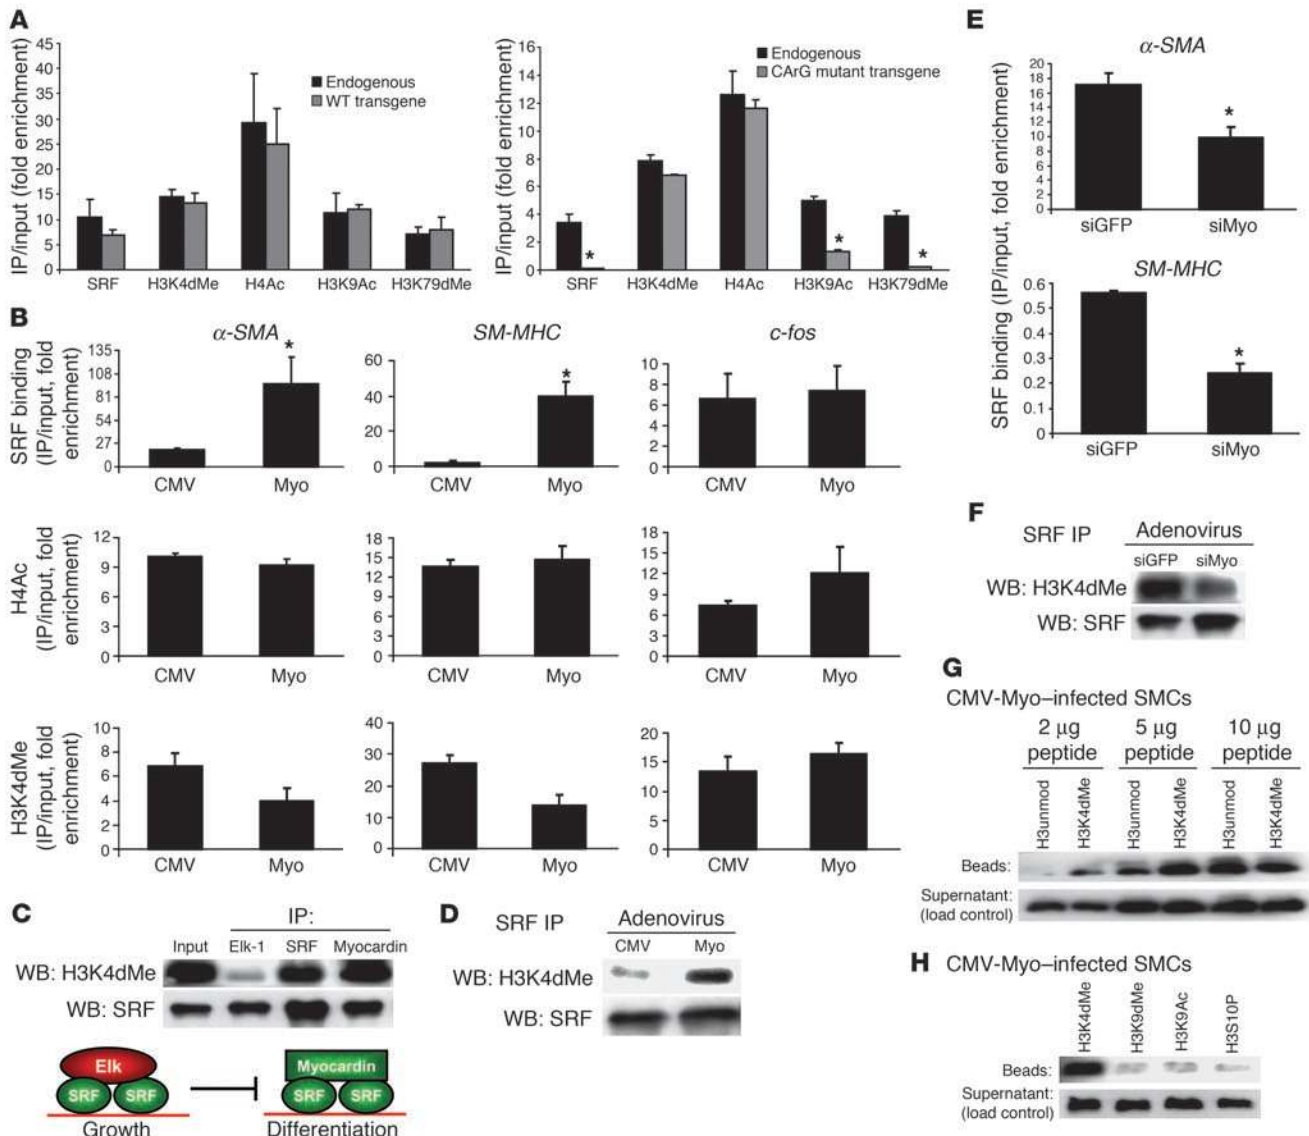 A
IP/input (fold enrichment)
45
40
35
30
25
20
15
10
5
0
Endogenous
WT transgene
SRF H3K4dMe H4Ac H3K9Ac H3K79dMe
IP/input (fold enrichment)
16
14
12
10
8
6
4
2
0
Endogenous
CArG mutant transgene
* * *
SRF H3K4dMe H4Ac H3K9Ac H3K79dMe
B
α-SMA SM-MHC c-fos
SRF binding
(IP/input, fold
enrichment)
135
108
81
54
27
0
*
CMV Myo
60
40
20
0
*
CMV Myo
10
8
6
4
2
0
CMV Myo
H4Ac
(IP/input, fold
enrichment)
12
9
6
3
0
CMV Myo
18
15
12
9
6
3
0
CMV Myo
18
15
12
9
6
3
0
CMV Myo
H3K4dMe
(IP/input, fold
enrichment)
10
8
6
4
2
0
CMV Myo
40
30
20
10
0
CMV Myo
20
15
10
5
0
CMV Myo
C
IP:
Input Elk-1 SRF Myocardin
WB: H3K4dMe
WB: SRF
Elk
SRF SRF
Growth
Myocardin
SRF SRF
Differentiation
D
SRF IP Adenovirus
CMV Myo
WB: H3K4dMe
WB: SRF
E
SRF binding (IP/input, fold enrichment)
α-SMA
20
18
16
14
12
10
8
6
4
2
0
*
siGFP siMyo
SM-MHC
0.6
0.5
0.4
0.3
0.2
0.1
0
*
siGFP siMyo
F
SRF IP Adenovirus
siGFP siMyo
WB: H3K4dMe
WB: SRF
G
CMV-Myo–infected SMCs
2 μg peptide
5 μg peptide
10 μg peptide
H3unmod H3K4dMe H3unmod H3K4dMe H3unmod H3K4dMe
Beads:
Supernatant:
(load control)
H
CMV-Myo–infected SMCs
H3K4dMe H3K9dMe H3K9Ac H3S10P
Beads:
Supernatant:
(load control)